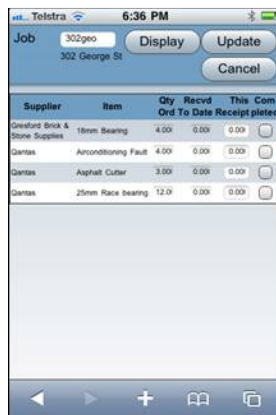 Telstra 6:36 PM
Job 302geo Display Update
302 George St
Cancel
Supplier Item Qty Ord Recvd To Date This Receipt Com pleted
Gresford Brick & Stone Supplies 18mm Bearing 4.00 0.00 0.00
Qantas Airconditioning Fault 4.00 0.00 0.00
Qantas Asphalt Cutter 3.00 0.00 0.00
Qantas 25mm Race bearing 12.0 0.00 0.00